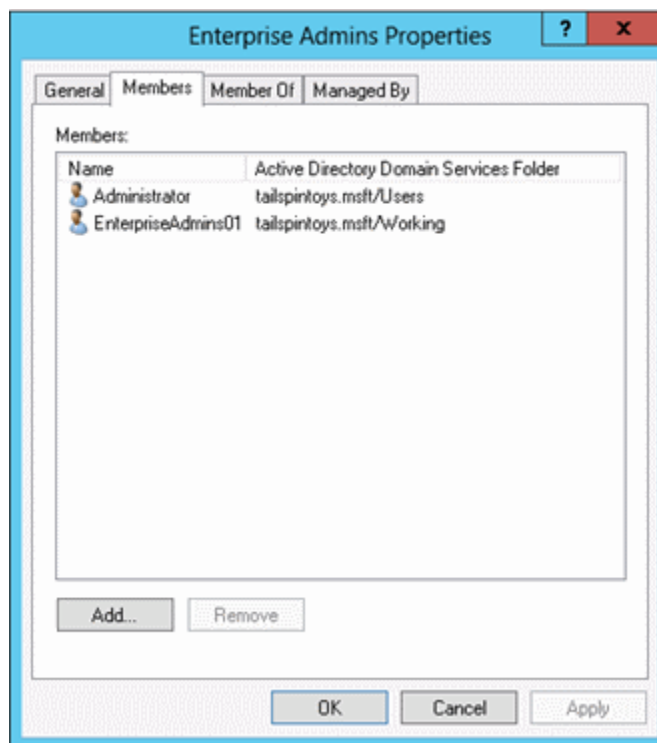 Enterprise Admins Properties ? x
General Members Member Of Managed By
Members:
Name Active Directory Domain Services Folder
Administrator tailspintoys.msft/Users
EnterpriseAdmins01 tailspintoys.msft/Working
Add... Remove
OK Cancel Apply